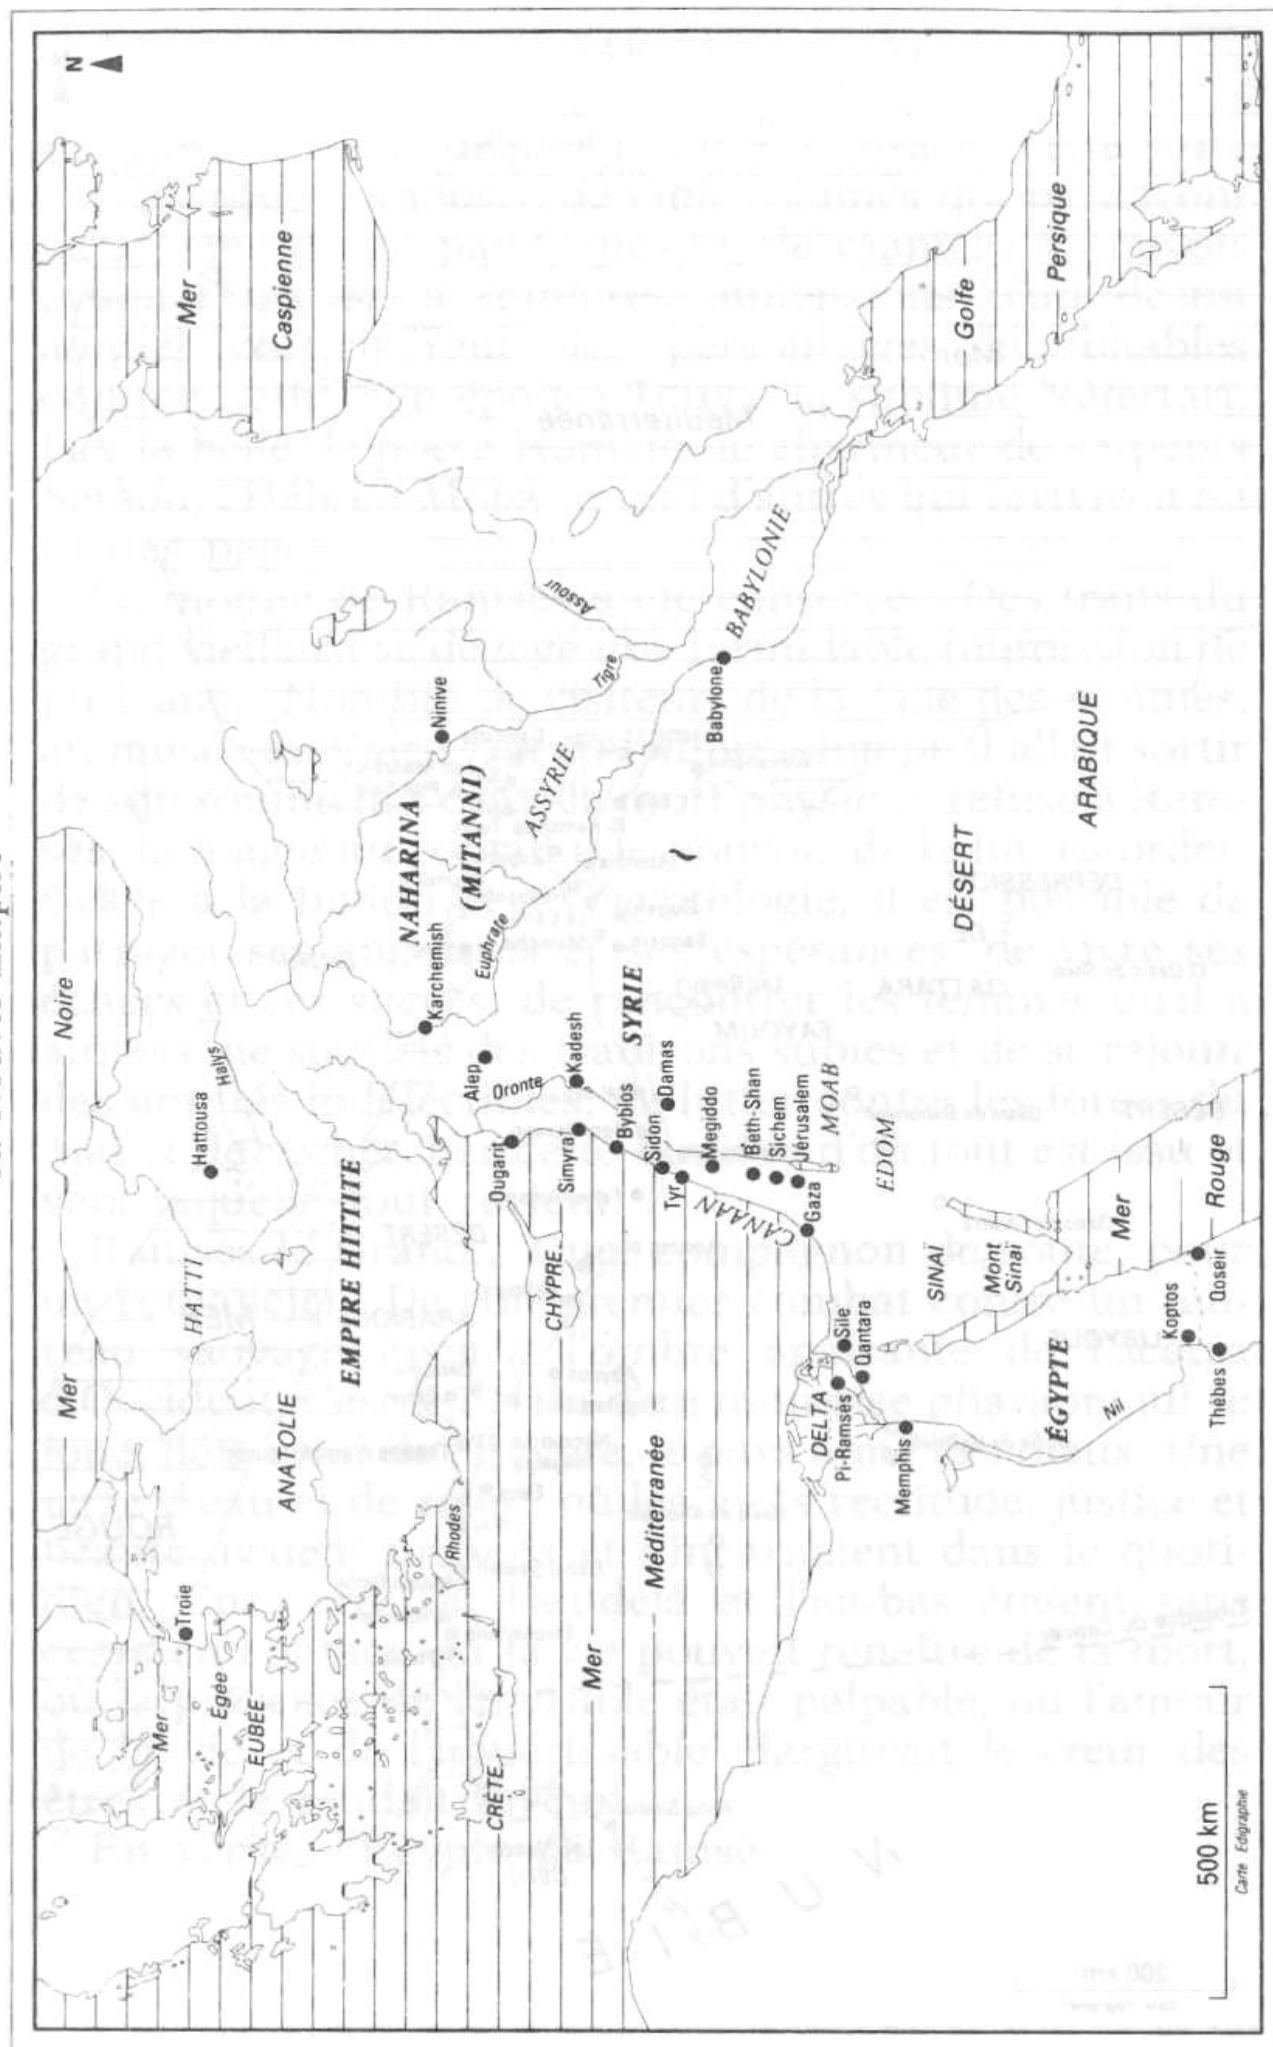 N
Mer
Noire
Mer
Caspienne
Troie
Mer
Égée
EUBÉE
ANATOLIE
HATTI
Hattousa
Halys
EMPIRE HITTITE
Rhodes
CRÈTE
CHYPRE
NAHARINA
(MITANNI)
Ninive
Karchemish
Alep
Euphrate
ASSYRIE
Tigre
Assour
Ougarit
Oronte
Simyra
Kadesh
Byblos
SYRIE
Sidon
Damas
Tyr
Megiddo
Beth-Shan
Sichem
Jérusalem
CANAAN
Gaza
MOAB
EDOM
Babylone
BABYLONIE
Mer
Méditerranée
Golfe
Persique
DÉSERT
ARABIQUE
DELTA
Pi-Ramsès
Sile
Qantara
Memphis
SINAÏ
Mont
Sinaï
ÉGYPTE
Nil
Mer
Rouge
Koptos
Qoseir
Thèbes
500 km
Carte Edigraphie